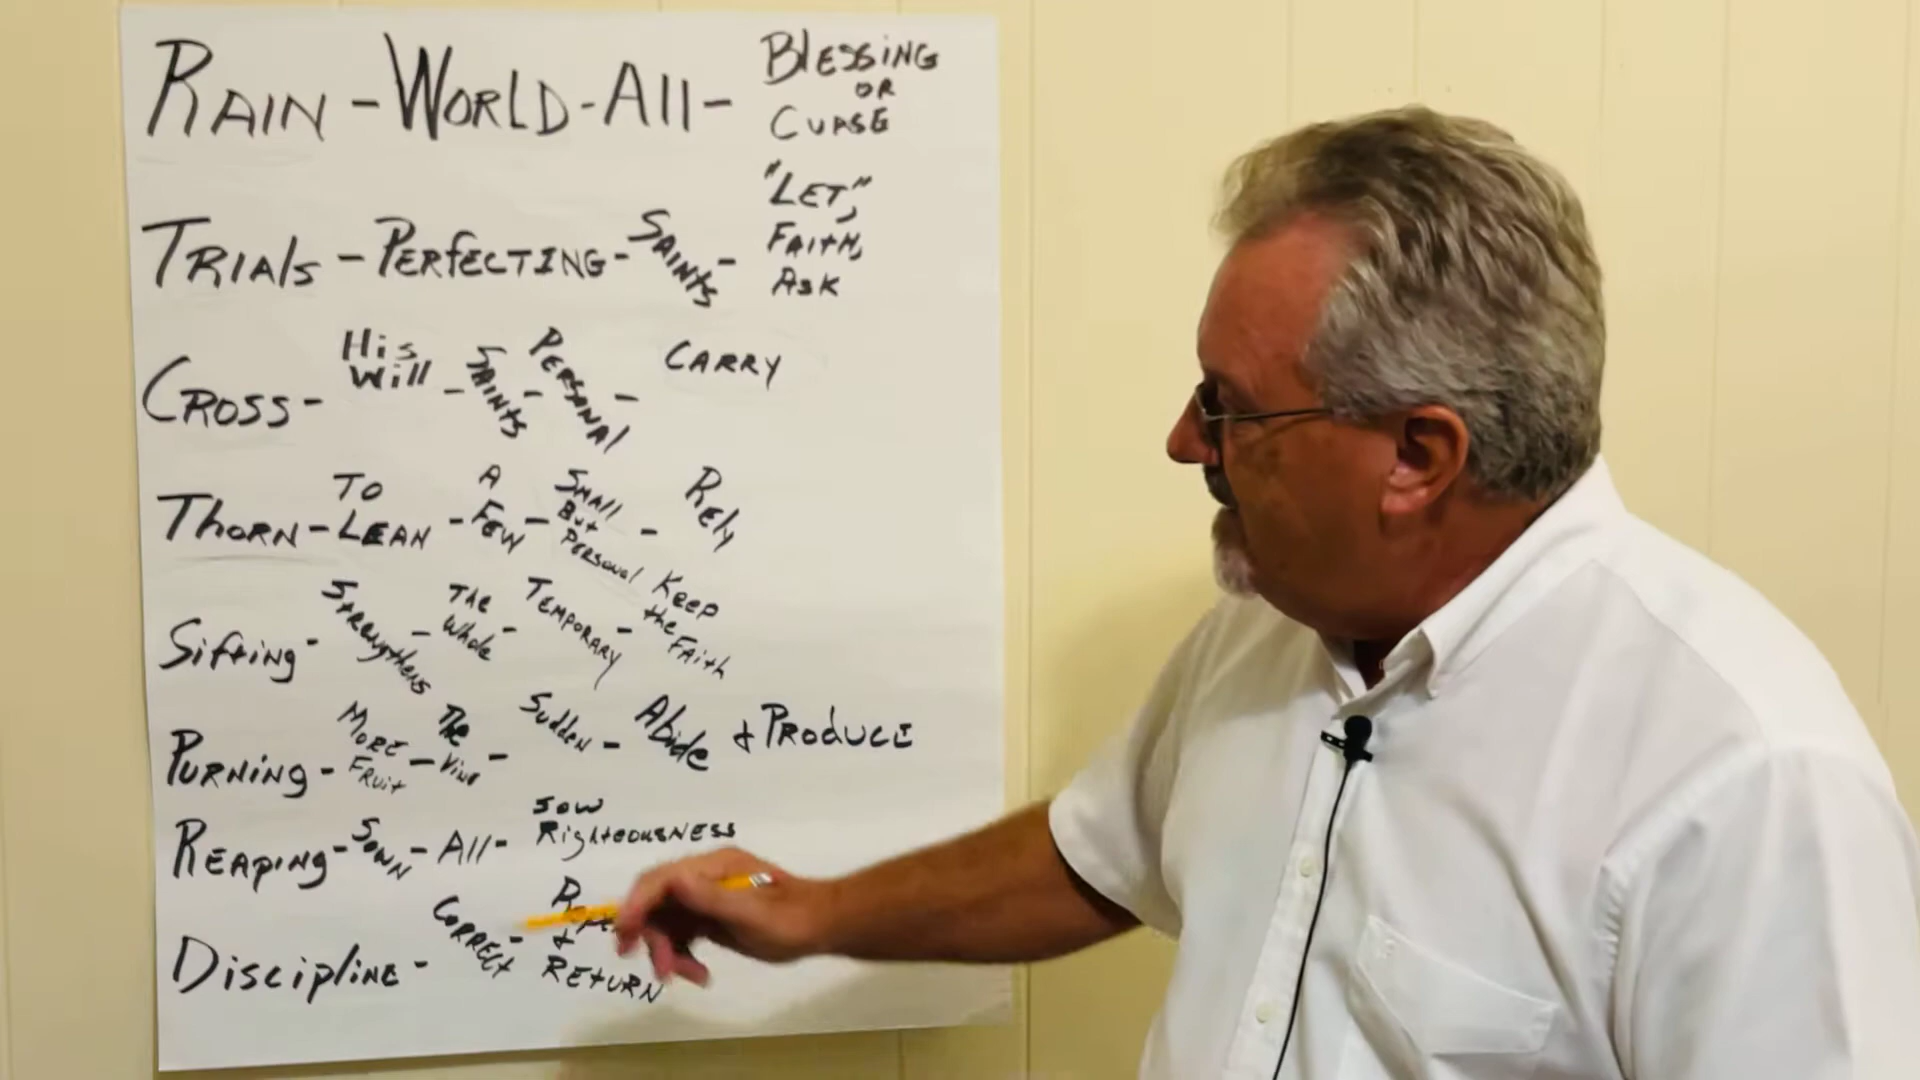 RAIN - WORLD - All - BLESSING OR CURSE
TRIAls - PERfECTING - SAINts - "LET", FAItH, ASK
CROSS - His Will - SAINTS - PERSONAl - CARRY
THORN - TO LEAN - A FEW - SMAll But PERSONal - Rely
Sifting - Strengthens - The Whole - TEMPORARY - KEEP the FAith
PURNiNg - MORE FRuit - The Vine - Sudden - Abide & PRODUCE
REAPiNg - SOWN - All - SOW RighteousNESS
DisciplinE - CORRECt - & REtURN